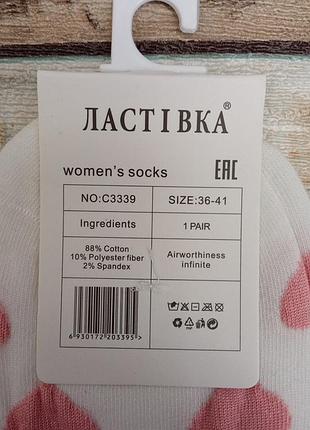 ЛАСТІВКА®
women's socks EAC
NO:C3339 SIZE:36-41
Ingredients 1 PAIR
88% Cotton
10% Polyester fiber
2% Spandex
Airworthiness
infinite
6 930172 203395 >